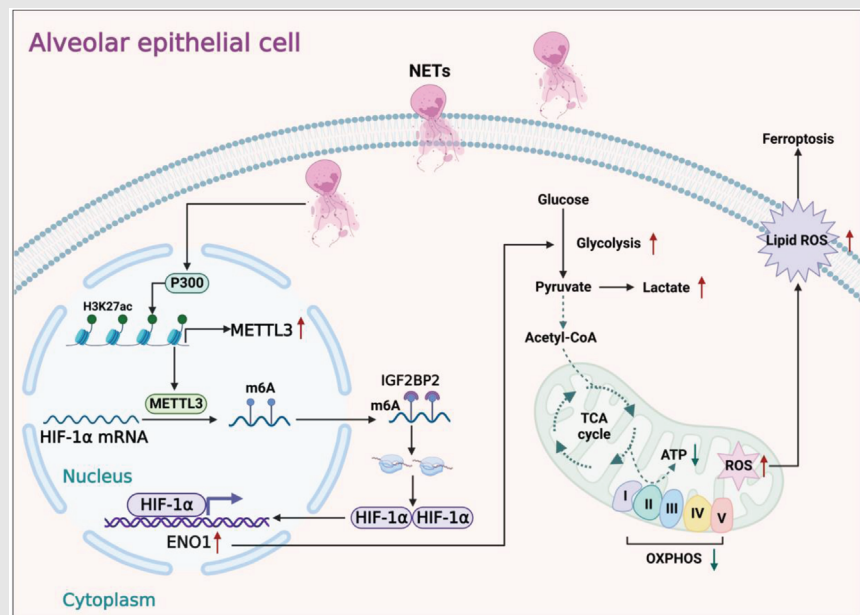 Alveolar epithelial cell
NETs
Ferroptosis
Glucose
Lipid ROS
Glycolysis
P300
Pyruvate
Lactate
H3K27ac
METTL3
Acetyl-CoA
IGF2BP2
METTL3
m6A
m6A
TCA
cycle
HIF-1α mRNA
ATP
ROS
Nucleus
I
II
III
IV
V
HIF-1α
HIF-1α
HIF-1α
ENO1
OXPHOS
Cytoplasm